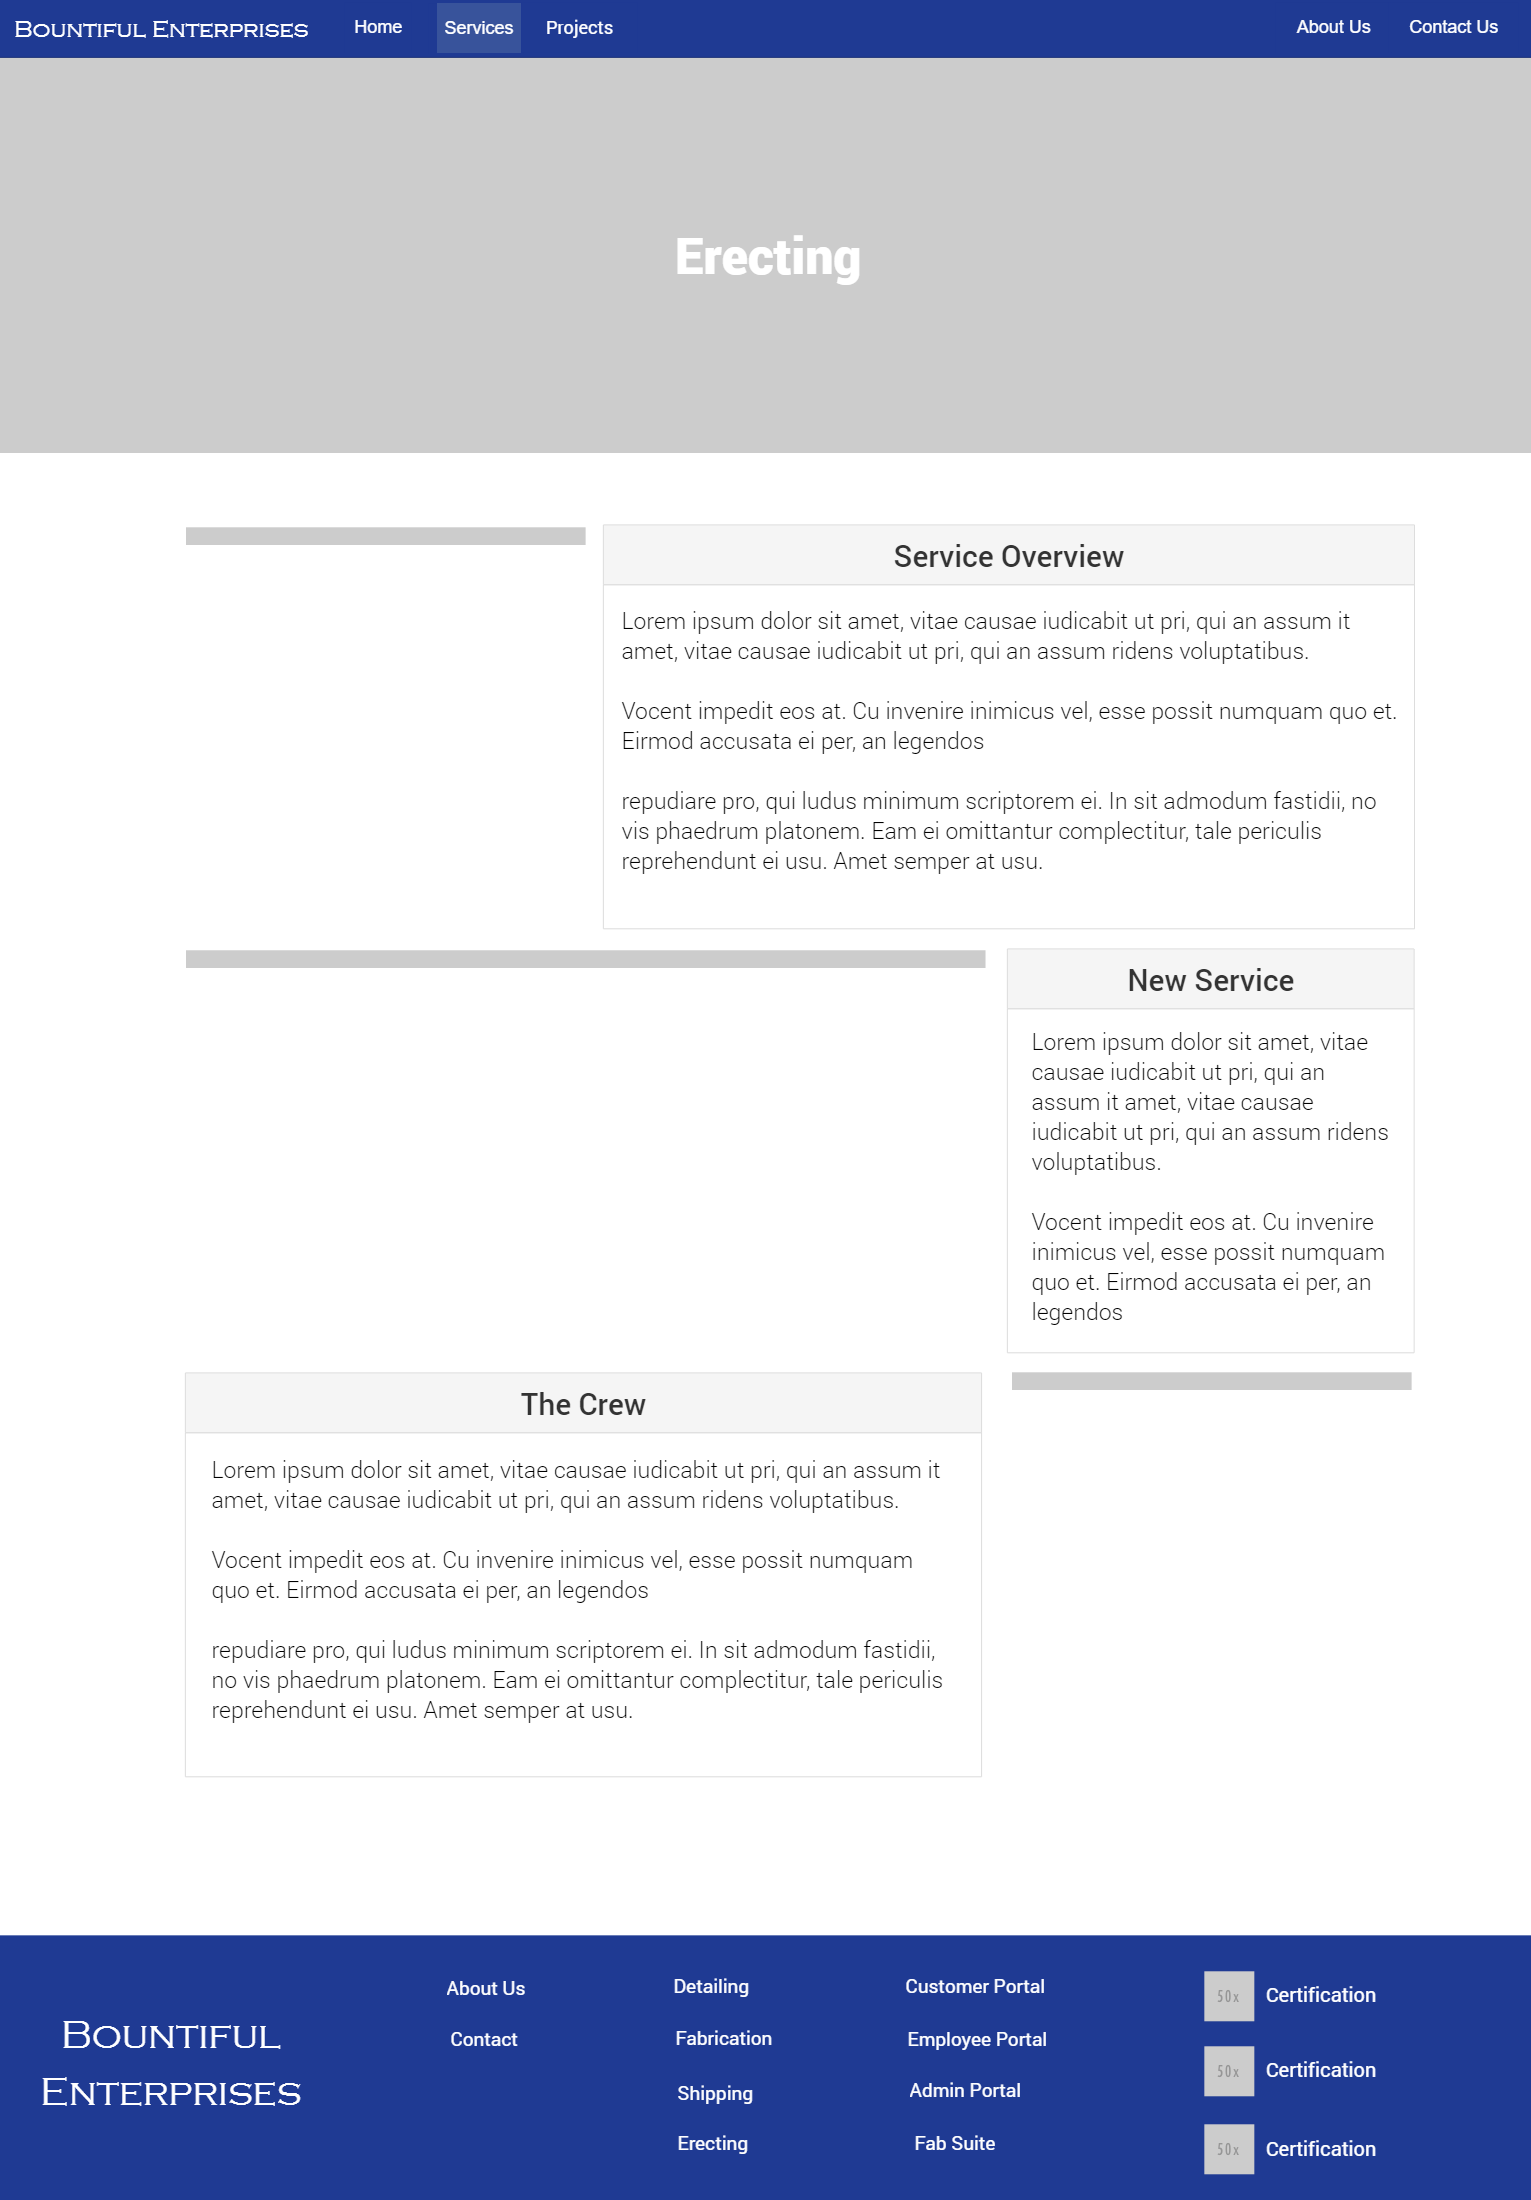 Bountiful Enterprises
Home
Services
Projects
About Us
Contact Us
Erecting
Service Overview
Lorem ipsum dolor sit amet, vitae causae iudicabit ut pri, qui an assum it
amet, vitae causae iudicabit ut pri, qui an assum ridens voluptatibus.
Vocent impedit eos at. Cu invenire inimicus vel, esse possit numquam quo et.
Eirmod accusata ei per, an legendos
repudiare pro, qui ludus minimum scriptorem ei. In sit admodum fastidii, no
vis phaedrum platonem. Eam ei omittantur complectitur, tale periculis
reprehendunt ei usu. Amet semper at usu.
New Service
Lorem ipsum dolor sit amet, vitae
causae iudicabit ut pri, qui an
assum it amet, vitae causae
iudicabit ut pri, qui an assum ridens
voluptatibus.
Vocent impedit eos at. Cu invenire
inimicus vel, esse possit numquam
quo et. Eirmod accusata ei per, an
legendos
The Crew
Lorem ipsum dolor sit amet, vitae causae iudicabit ut pri, qui an assum it
amet, vitae causae iudicabit ut pri, qui an assum ridens voluptatibus.
Vocent impedit eos at. Cu invenire inimicus vel, esse possit numquam
quo et. Eirmod accusata ei per, an legendos
repudiare pro, qui ludus minimum scriptorem ei. In sit admodum fastidii,
no vis phaedrum platonem. Eam ei omittantur complectitur, tale periculis
reprehendunt ei usu. Amet semper at usu.
Bountiful
Enterprises
About Us
Contact
Detailing
Fabrication
Shipping
Erecting
Customer Portal
Employee Portal
Admin Portal
Fab Suite
50x
Certification
50x
Certification
50x
Certification